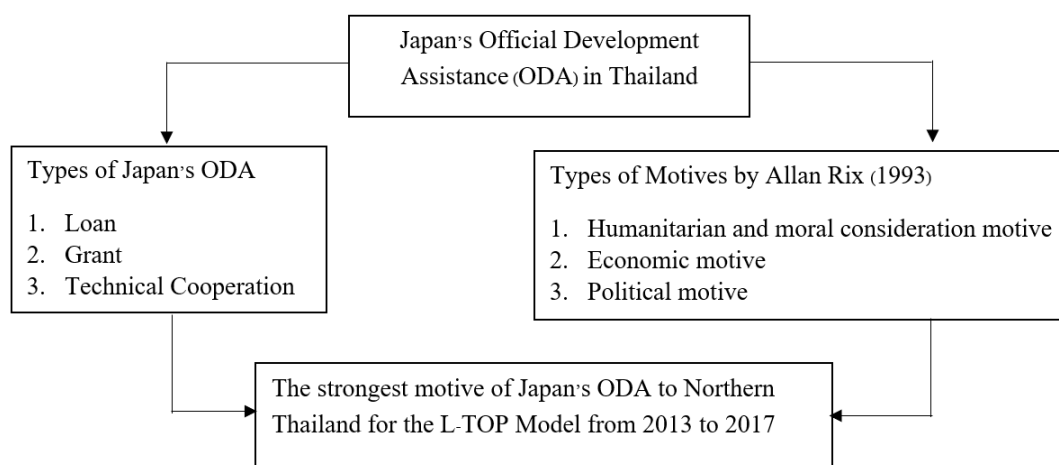 Japan's Official Development
Assistance (ODA) in Thailand
Types of Japan's ODA
1. Loan
2. Grant
3. Technical Cooperation
Types of Motives by Allan Rix (1993)
1. Humanitarian and moral consideration motive
2. Economic motive
3. Political motive
The strongest motive of Japan's ODA to Northern
Thailand for the L-TOP Model from 2013 to 2017